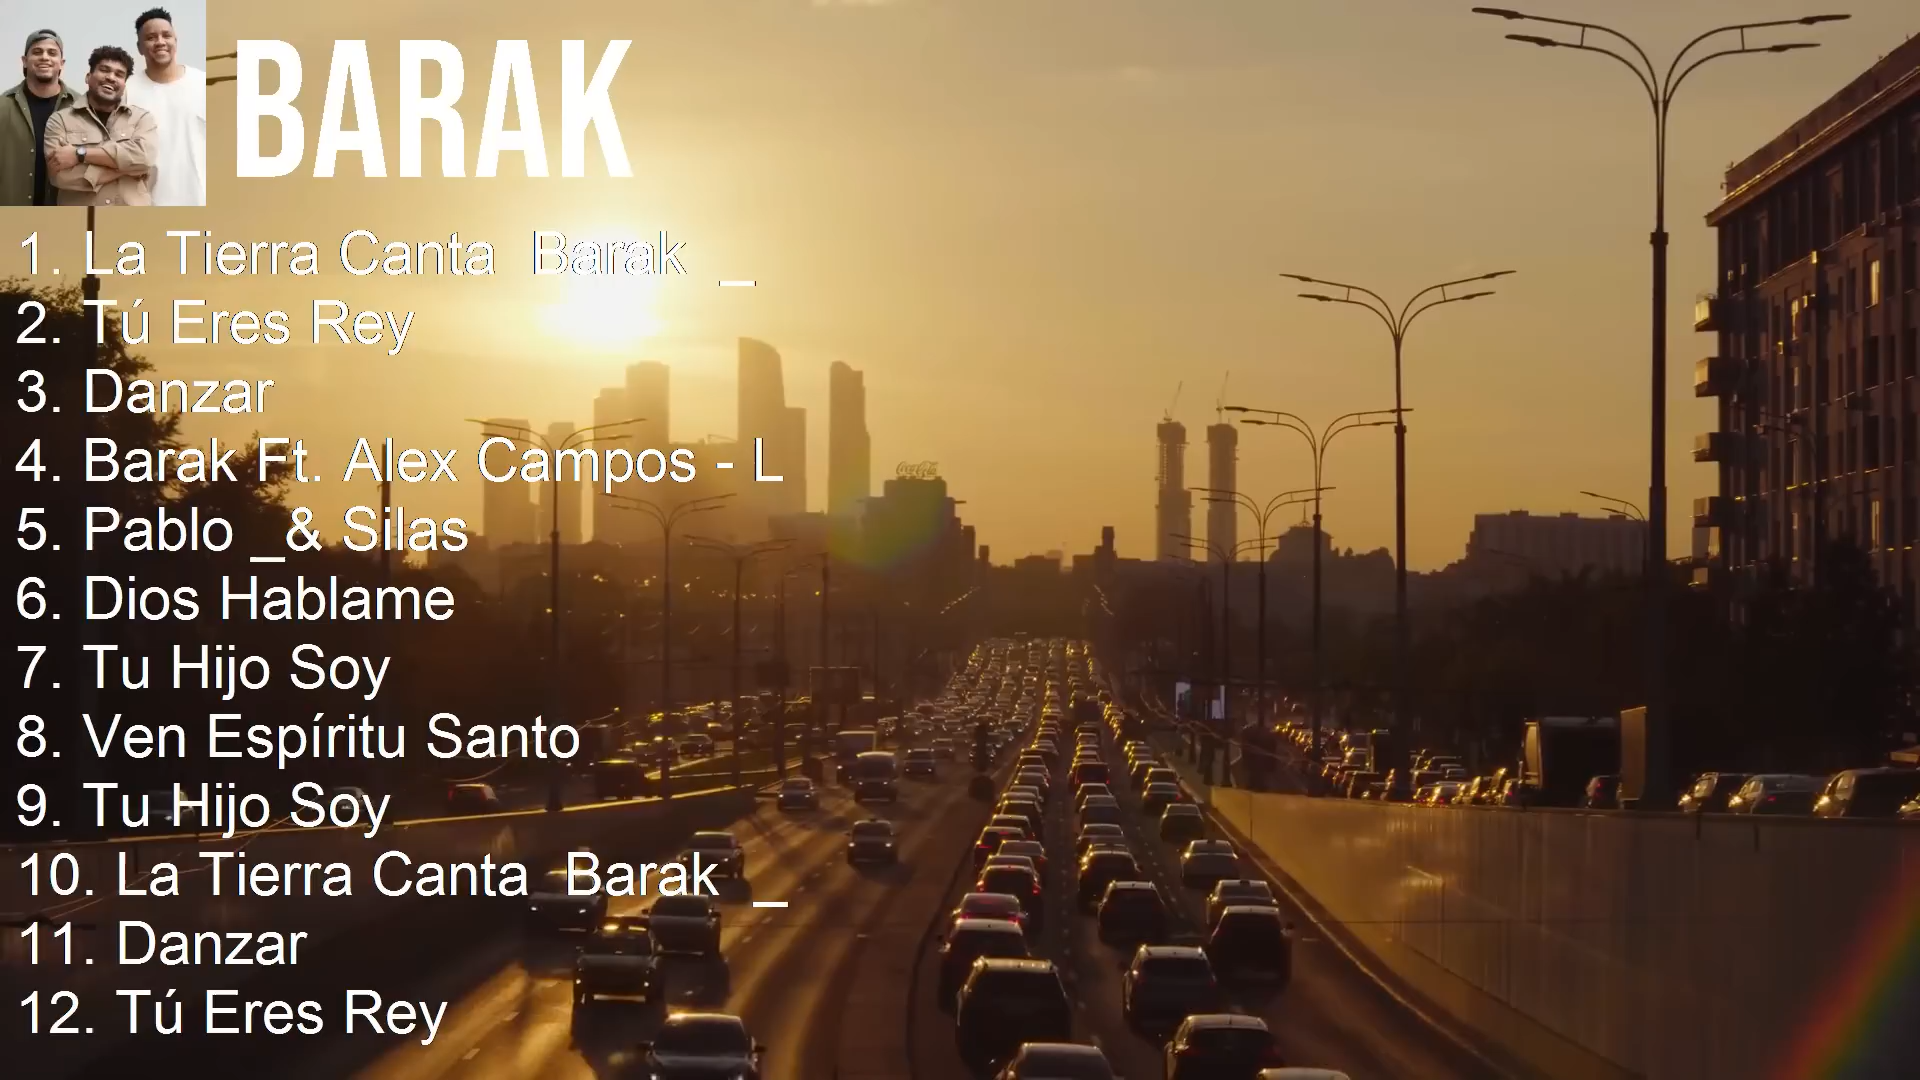 BARAK
1. La Tierra Canta  Barak  _
2. Tú Eres Rey
3. Danzar
4. Barak Ft. Alex Campos - L
5. Pablo _& Silas
6. Dios Hablame
7. Tu Hijo Soy
8. Ven Espíritu Santo
9. Tu Hijo Soy
10. La Tierra Canta  Barak  _
11. Danzar
12. Tú Eres Rey
Coca-Cola